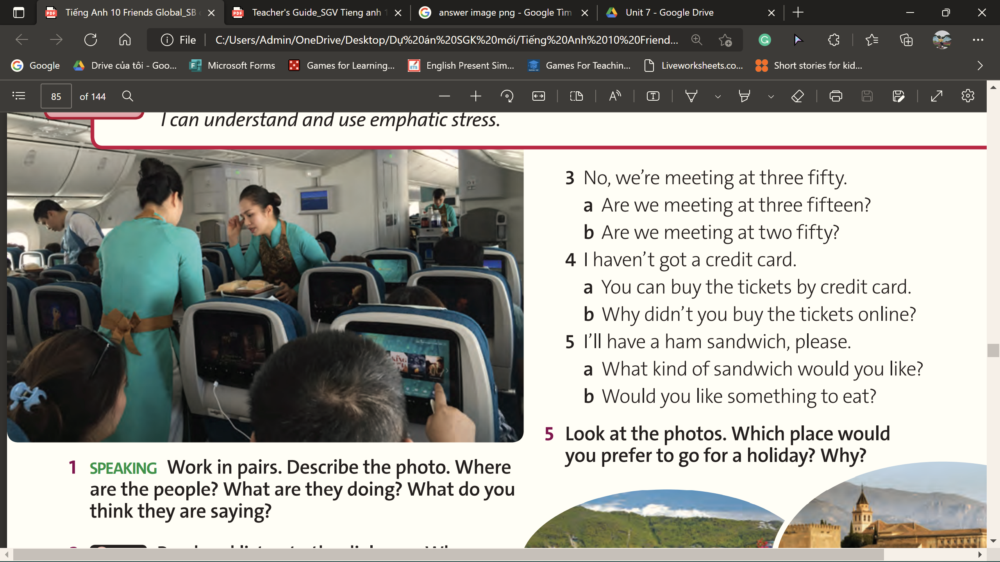 Tiếng Anh 10 Friends Global_SB
Teacher's Guide_SGV Tieng anh 1
answer image png - Google Tìm
Unit 7 - Google Drive
File
C:/Users/Admin/OneDrive/Desktop/Dự%20án%20SGK%20mới/Tiếng%20Anh%2010%20Friend...
Google
Drive của tôi - Goo...
Microsoft Forms
Games for Learning...
English Present Sim...
Games For Teachin...
Liveworksheets.co...
Short stories for kid...
85 of 144
I can understand and use emphatic stress.
1 SPEAKING Work in pairs. Describe the photo. Where
are the people? What are they doing? What do you
think they are saying?
3 No, we're meeting at three fifty.
a Are we meeting at three fifteen?
b Are we meeting at two fifty?
4 I haven't got a credit card.
a You can buy the tickets by credit card.
b Why didn't you buy the tickets online?
5 I'll have a ham sandwich, please.
a What kind of sandwich would you like?
b Would you like something to eat?
5 Look at the photos. Which place would
you prefer to go for a holiday? Why?